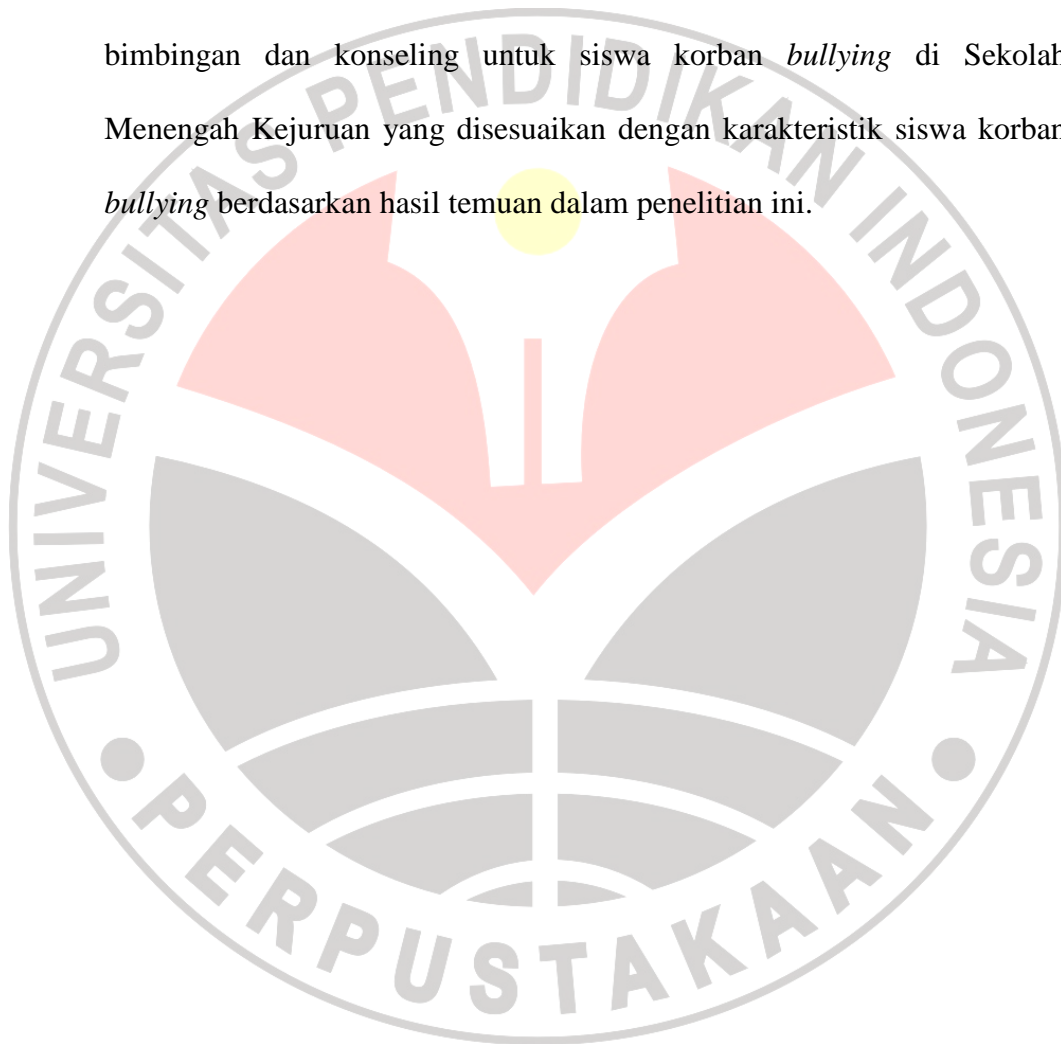 bimbingan dan konseling untuk siswa korban bullying di Sekolah
Menengah Kejuruan yang disesuaikan dengan karakteristik siswa korban
bullying berdasarkan hasil temuan dalam penelitian ini.
UNIVERSITAS PENDIDIKAN INDONESIA
PERPUSTAKAAN